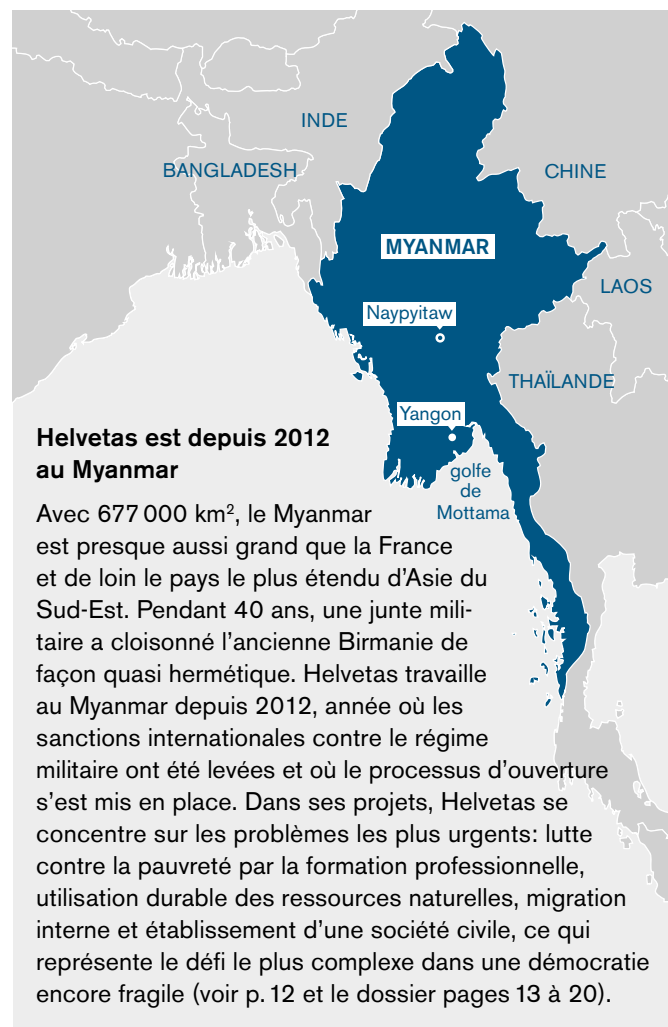 INDE
BANGLADESH
CHINE
MYANMAR
LAOS
Naypyitaw
THAÏLANDE
Yangon
golfe
de
Mottama
Helvetas est depuis 2012
au Myanmar
Avec 677 000 km², le Myanmar
est presque aussi grand que la France
et de loin le pays le plus étendu d’Asie du
Sud-Est. Pendant 40 ans, une junte mili-
taire a cloisonné l’ancienne Birmanie de
façon quasi hermétique. Helvetas travaille
au Myanmar depuis 2012, année où les
sanctions internationales contre le régime
militaire ont été levées et où le processus d’ouverture
s’est mis en place. Dans ses projets, Helvetas se
concentre sur les problèmes les plus urgents: lutte
contre la pauvreté par la formation professionnelle,
utilisation durable des ressources naturelles, migration
interne et établissement d’une société civile, ce qui
représente le défi le plus complexe dans une démocratie
encore fragile (voir p. 12 et le dossier pages 13 à 20).